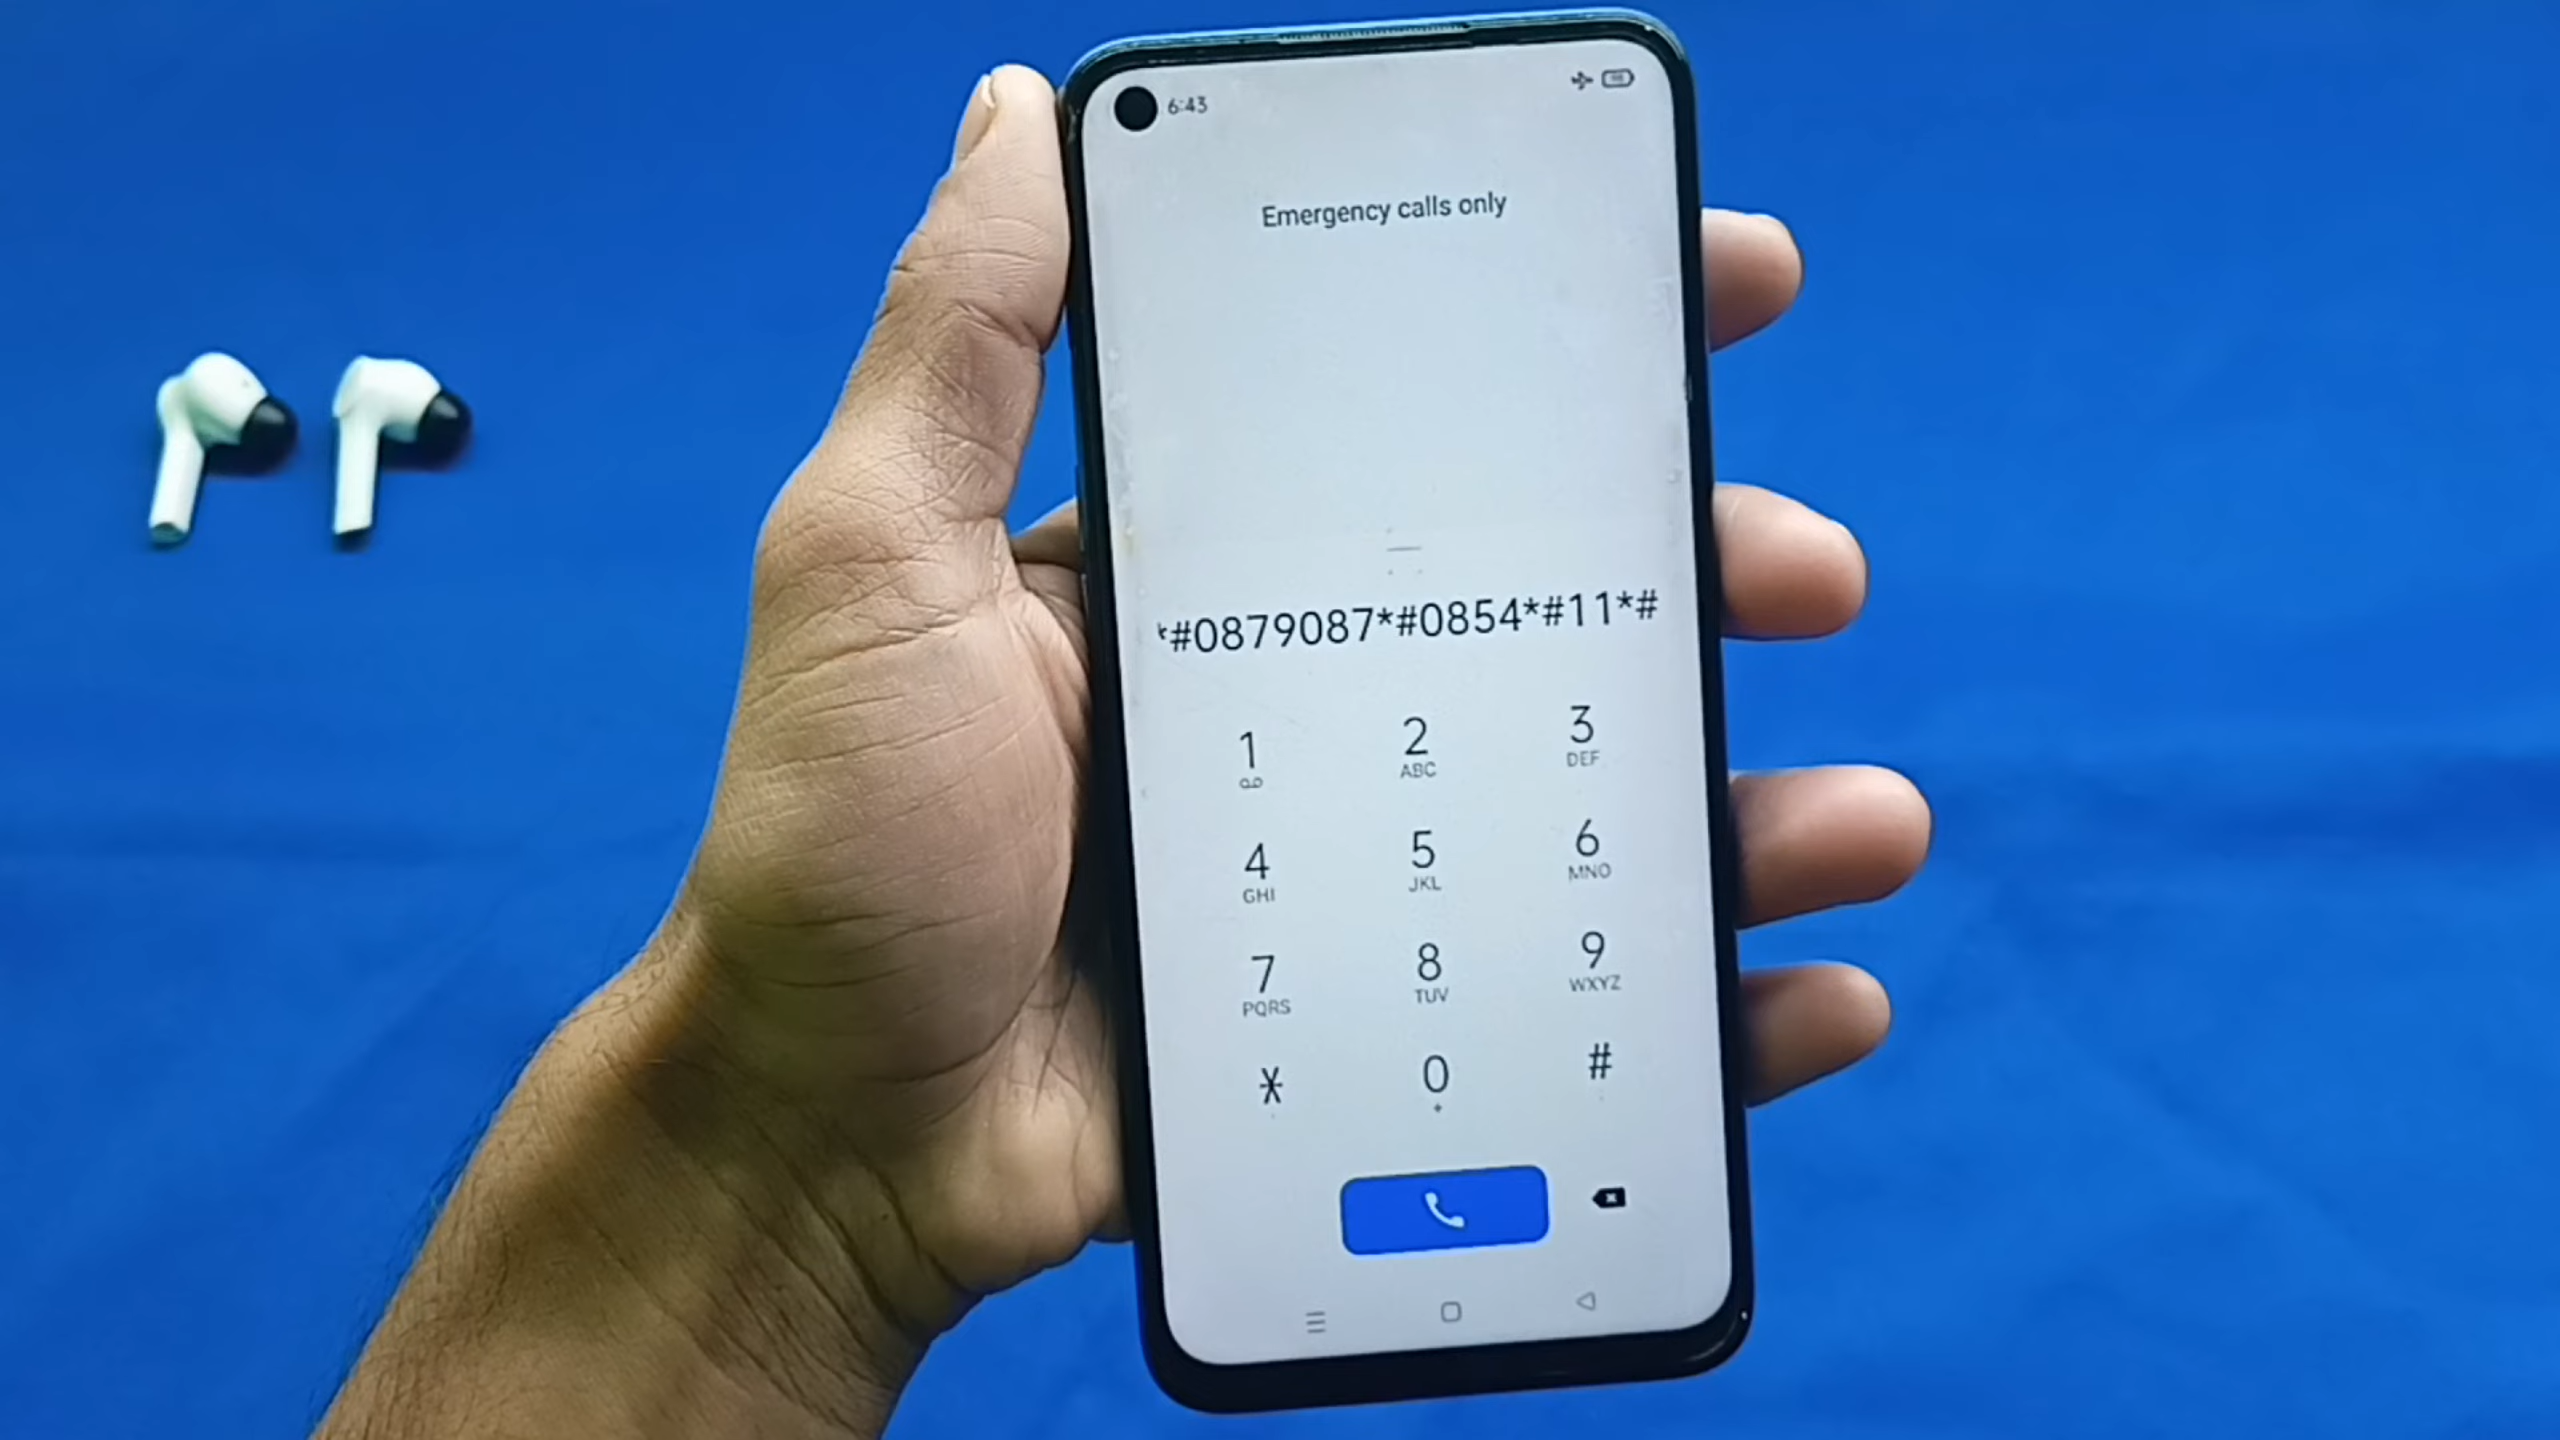 6:43
Emergency calls only
*#0879087*#0854*#11*#
1 2 3
ABC DEF
4 5 6
GHI JKL MNO
7 8 9
PQRS TUV WXYZ
* 0 #
+